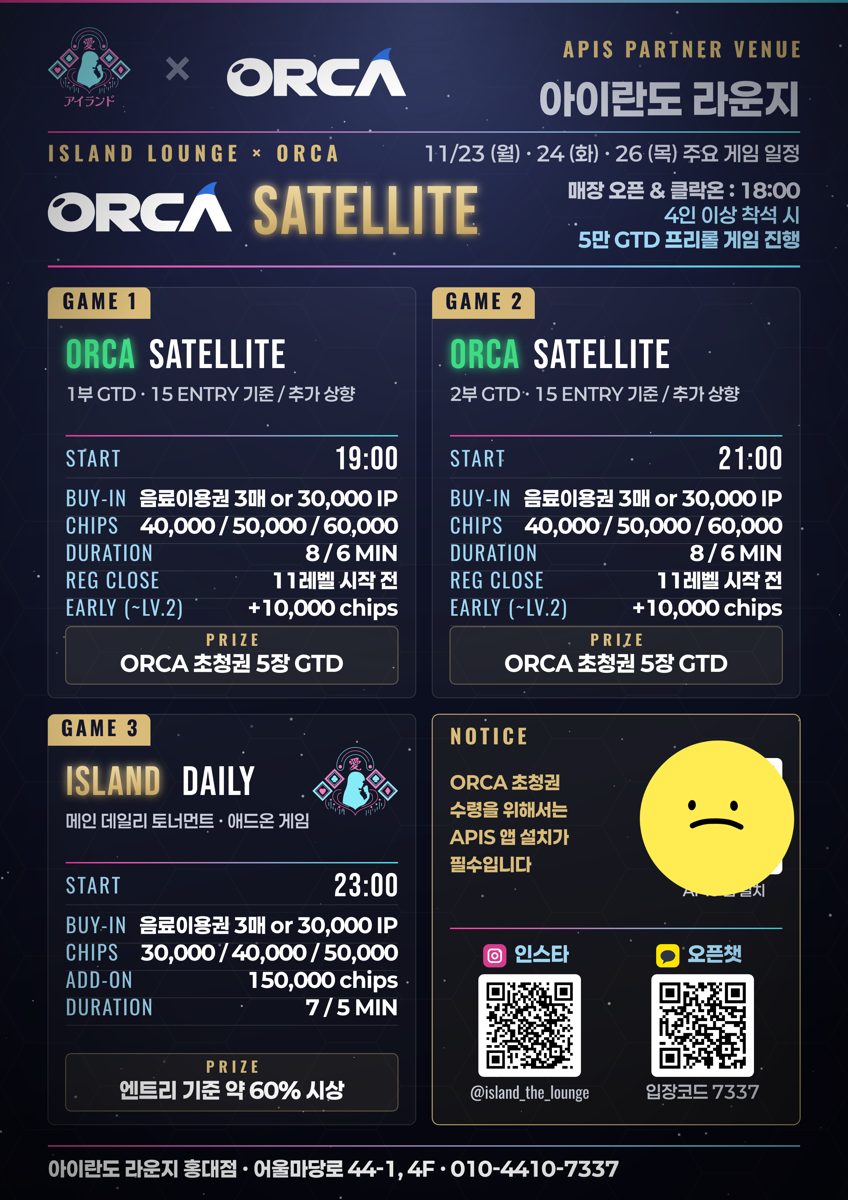 愛
アイランド
×
ORCA
APIS PARTNER VENUE
아이란도 라운지
ISLAND LOUNGE × ORCA
11/23 (월) · 24 (화) · 26 (목) 주요 게임 일정
ORCA SATELLITE
매장 오픈 & 클락온 : 18:00
4인 이상 착석 시
5만 GTD 프리롤 게임 진행
GAME 1
ORCA SATELLITE
1부 GTD · 15 ENTRY 기준 / 추가 상향
START 19:00
BUY-IN 음료이용권 3매 or 30,000 IP
CHIPS 40,000 / 50,000 / 60,000
DURATION 8 / 6 MIN
REG CLOSE 11레벨 시작 전
EARLY (~LV.2) +10,000 chips
PRIZE
ORCA 초청권 5장 GTD
GAME 2
ORCA SATELLITE
2부 GTD · 15 ENTRY 기준 / 추가 상향
START 21:00
BUY-IN 음료이용권 3매 or 30,000 IP
CHIPS 40,000 / 50,000 / 60,000
DURATION 8 / 6 MIN
REG CLOSE 11레벨 시작 전
EARLY (~LV.2) +10,000 chips
PRIZE
ORCA 초청권 5장 GTD
GAME 3
ISLAND DAILY
愛
메인 데일리 토너먼트 · 애드온 게임
START 23:00
BUY-IN 음료이용권 3매 or 30,000 IP
CHIPS 30,000 / 40,000 / 50,000
ADD-ON 150,000 chips
DURATION 7 / 5 MIN
PRIZE
엔트리 기준 약 60% 시상
NOTICE
ORCA 초청권
수령을 위해서는
APIS 앱 설치가
필수입니다
인스타
오픈챗
@island_the_lounge
입장코드 7337
아이란도 라운지 홍대점 · 어울마당로 44-1, 4F · 010-4410-7337